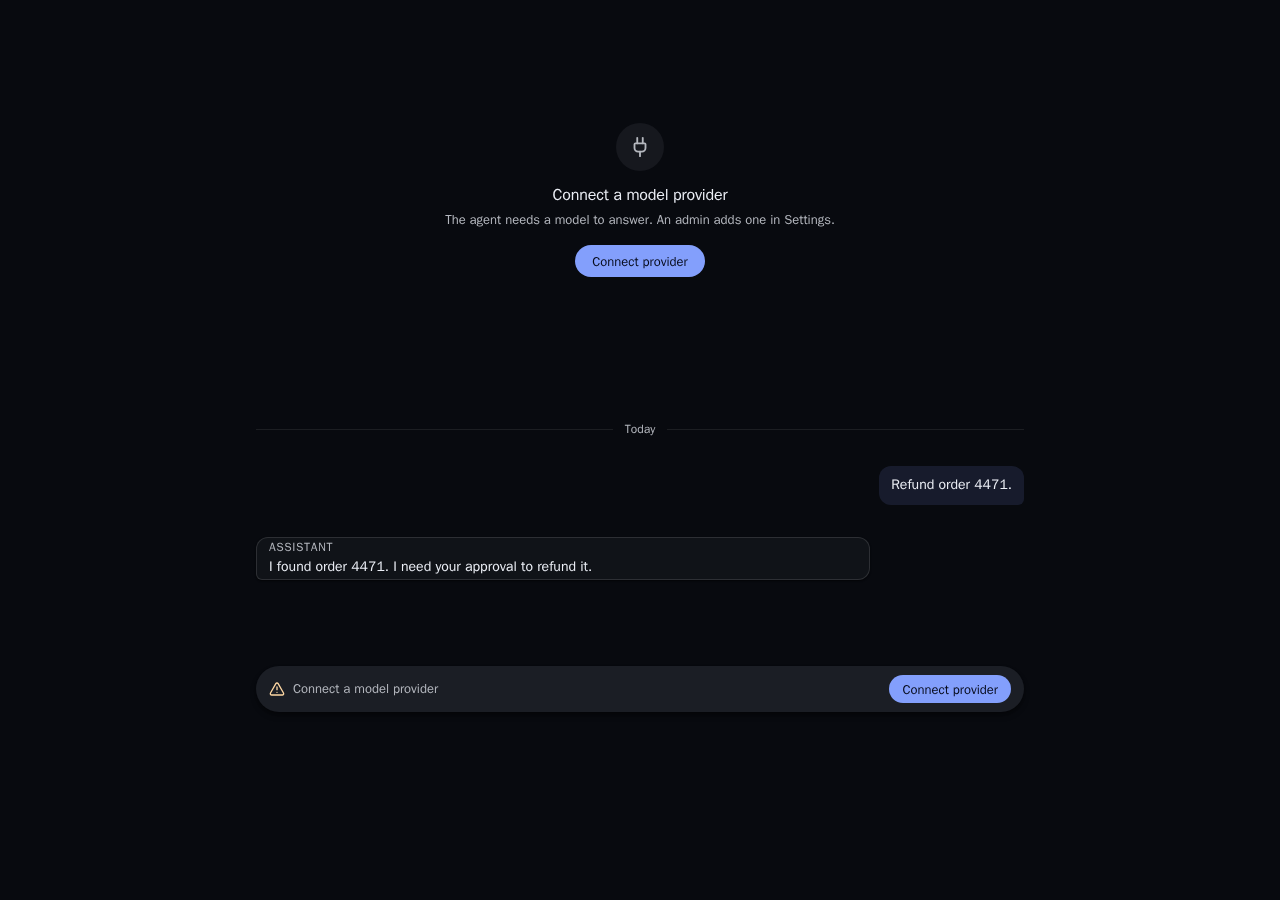 Connect a model provider
The agent needs a model to answer. An admin adds one in Settings.
Connect provider
Today
Refund order 4471.
ASSISTANT
I found order 4471. I need your approval to refund it.
Connect a model provider
Connect provider